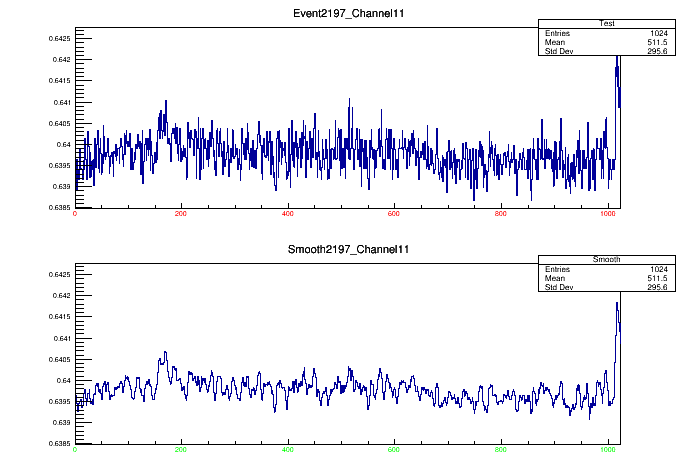 Event2197_Channel11
Test
Entries 1024
Mean 511.5
Std Dev 295.6
0.6425
0.642
0.6415
0.641
0.6405
0.64
0.6395
0.639
0.6385
0 200 400 600 800 1000
Smooth2197_Channel11
Smooth
Entries 1024
Mean 511.5
Std Dev 295.6
0.6425
0.642
0.6415
0.641
0.6405
0.64
0.6395
0.639
0.6385
0 200 400 600 800 1000